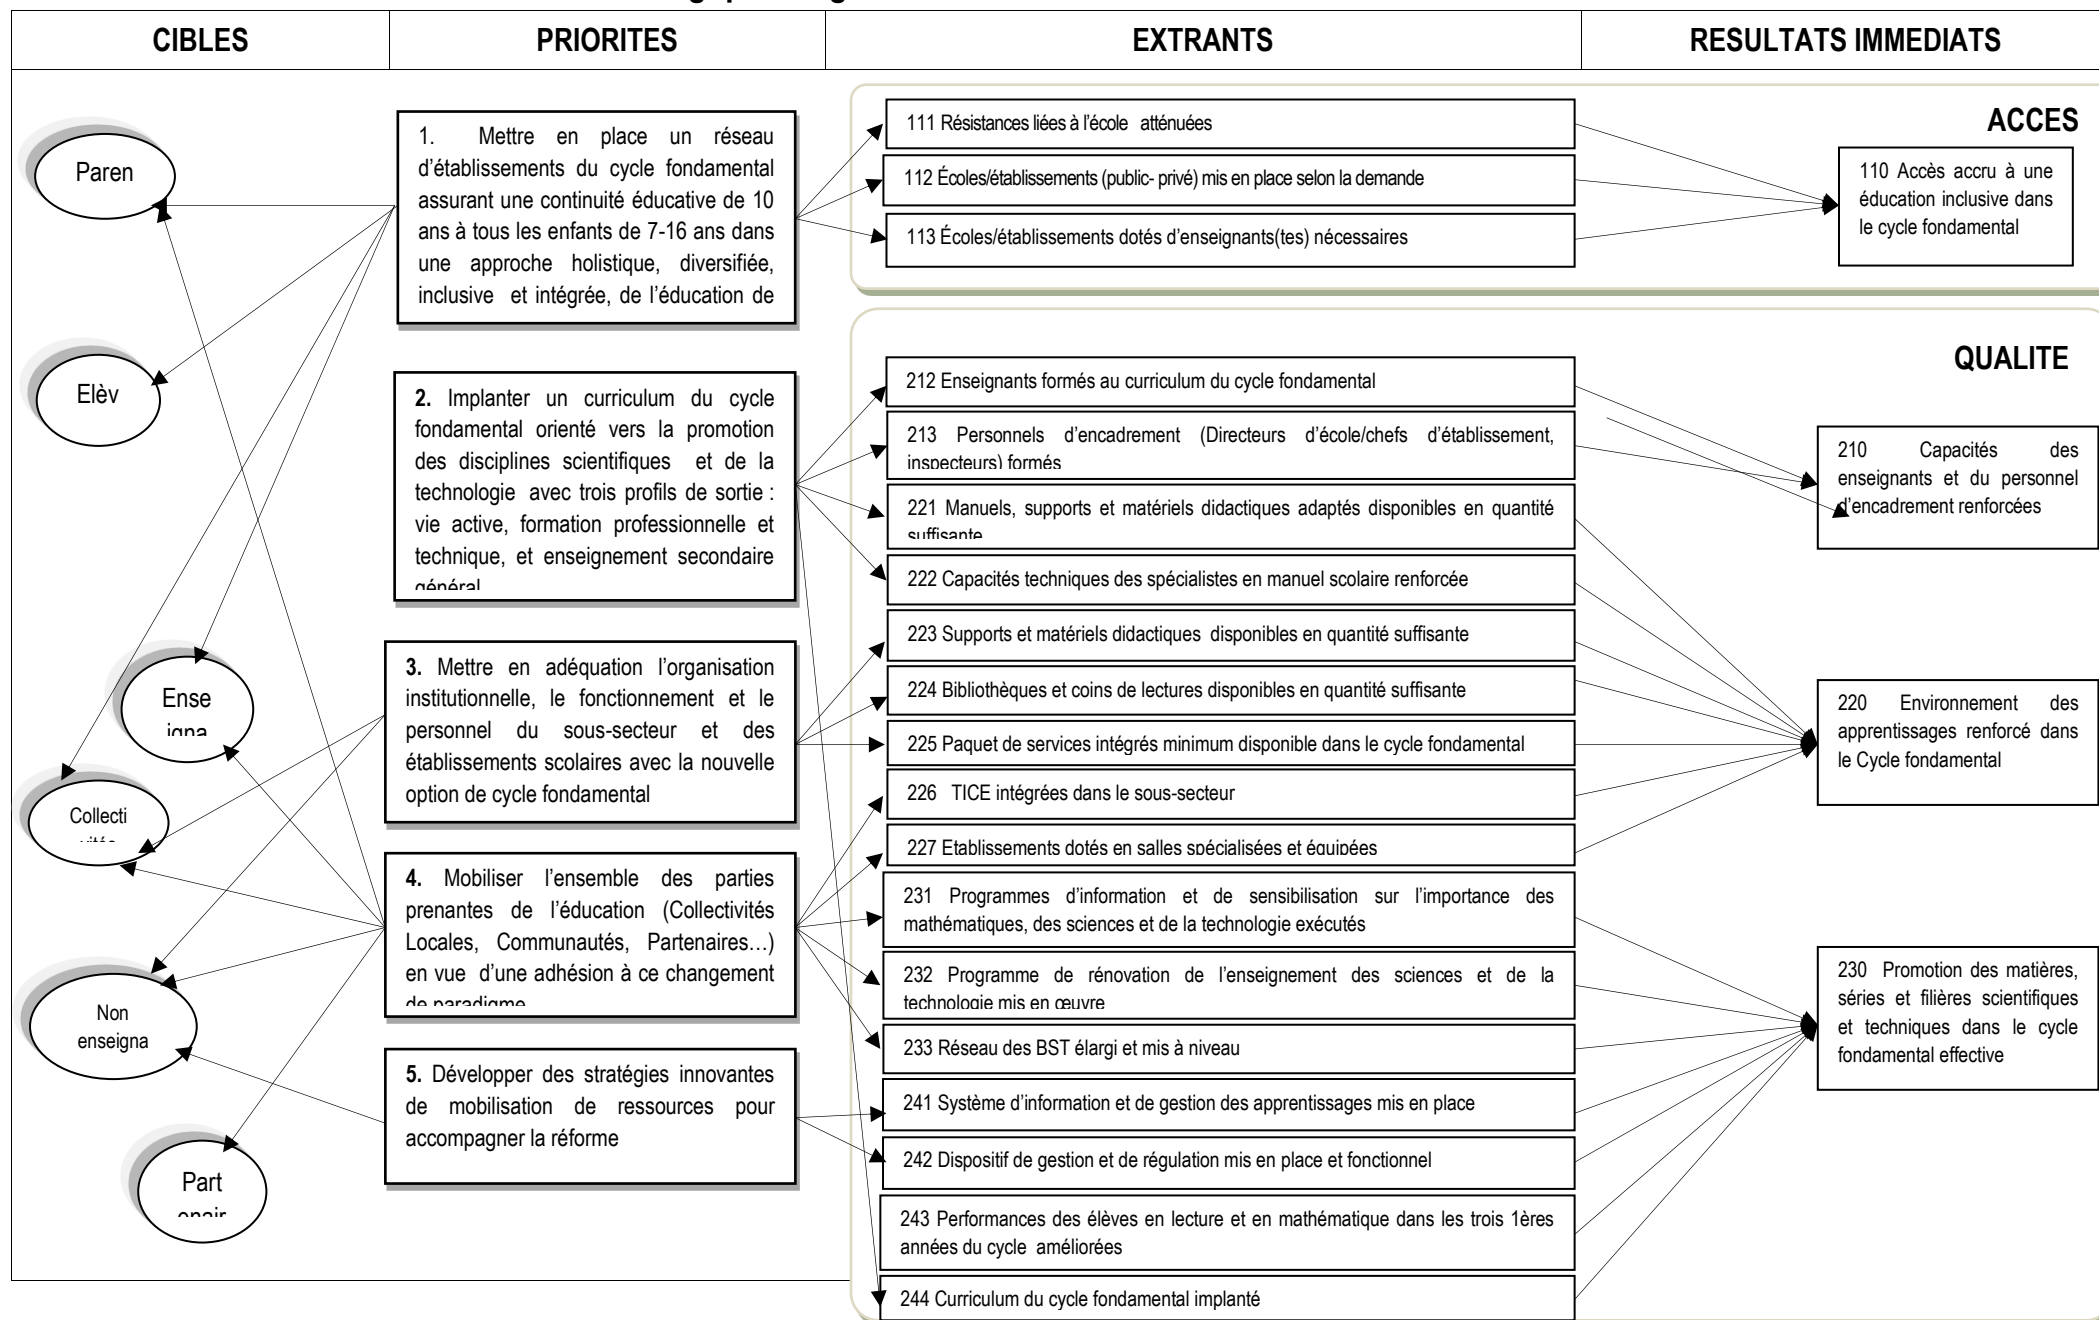 CIBLES
PRIORITES
EXTRANTS
RESULTATS IMMEDIATS
Paren
Elèv
Ense
igna
Collecti
vités
Non
enseigna
Part
enair
1. Mettre en place un réseau
d’établissements du cycle fondamental
assurant une continuité éducative de 10
ans à tous les enfants de 7-16 ans dans
une approche holistique, diversifiée,
inclusive et intégrée, de l’éducation de
2. Implanter un curriculum du cycle
fondamental orienté vers la promotion
des disciplines scientifiques et de la
technologie avec trois profils de sortie :
vie active, formation professionnelle et
technique, et enseignement secondaire
général
3. Mettre en adéquation l’organisation
institutionnelle, le fonctionnement et le
personnel du sous-secteur et des
établissements scolaires avec la nouvelle
option de cycle fondamental
4. Mobiliser l’ensemble des parties
prenantes de l’éducation (Collectivités
Locales, Communautés, Partenaires…)
en vue d’une adhésion à ce changement
de paradigme
5. Développer des stratégies innovantes
de mobilisation de ressources pour
accompagner la réforme
111 Résistances liées à l’école atténuées
112 Écoles/établissements (public- privé) mis en place selon la demande
113 Écoles/établissements dotés d’enseignants(tes) nécessaires
212 Enseignants formés au curriculum du cycle fondamental
213 Personnels d’encadrement (Directeurs d’école/chefs d’établissement,
inspecteurs) formés
221 Manuels, supports et matériels didactiques adaptés disponibles en quantité
suffisante
222 Capacités techniques des spécialistes en manuel scolaire renforcée
223 Supports et matériels didactiques disponibles en quantité suffisante
224 Bibliothèques et coins de lectures disponibles en quantité suffisante
225 Paquet de services intégrés minimum disponible dans le cycle fondamental
226 TICE intégrées dans le sous-secteur
227 Etablissements dotés en salles spécialisées et équipées
231 Programmes d’information et de sensibilisation sur l’importance des
mathématiques, des sciences et de la technologie exécutés
232 Programme de rénovation de l’enseignement des sciences et de la
technologie mis en œuvre
233 Réseau des BST élargi et mis à niveau
241 Système d’information et de gestion des apprentissages mis en place
242 Dispositif de gestion et de régulation mis en place et fonctionnel
243 Performances des élèves en lecture et en mathématique dans les trois 1ères
années du cycle améliorées
244 Curriculum du cycle fondamental implanté
ACCES
110 Accès accru à une
éducation inclusive dans
le cycle fondamental
QUALITE
210 Capacités des
enseignants et du personnel
d’encadrement renforcées
220 Environnement des
apprentissages renforcé dans
le Cycle fondamental
230 Promotion des matières,
séries et filières scientifiques
et techniques dans le cycle
fondamental effective